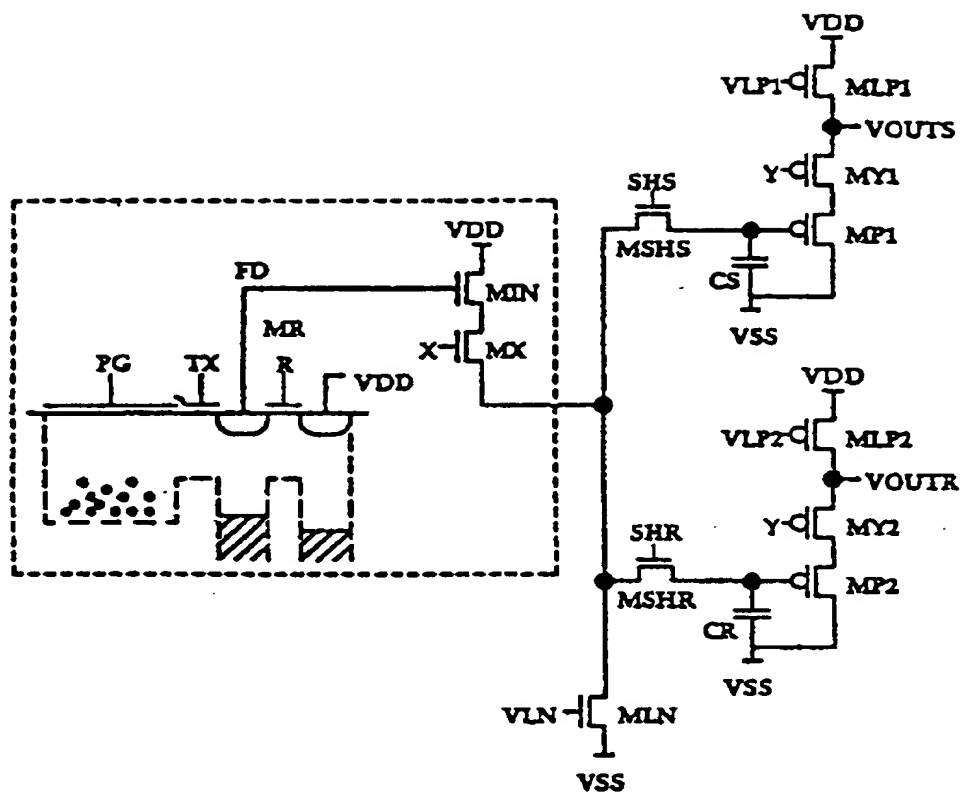 VDD
VLP1 MLP1
VOUTS
Y MY1
SHS
MSHS
MP1
CS
VSS
VDD
FD
MIN
MR
X MX
PG TX R
VDD
VDD
VLP2 MLP2
VOUTR
Y MY2
SHR
MSHR
MP2
CR
VSS
VLN MLN
VSS